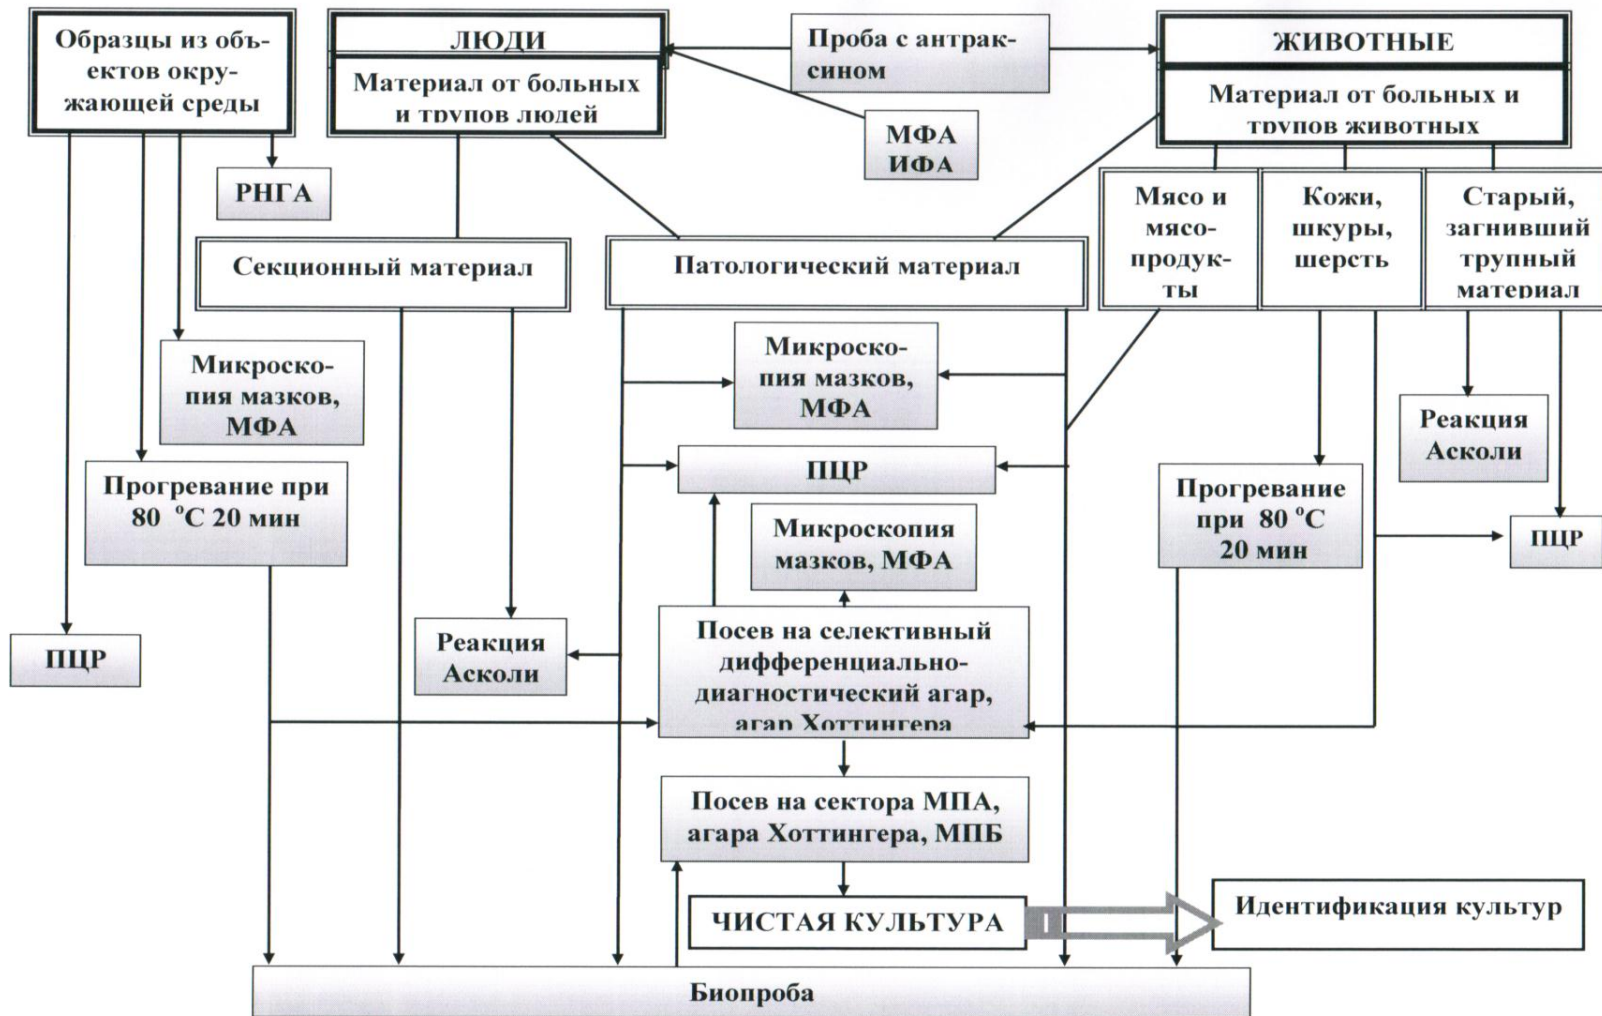 Образцы из объ-
ектов окру-
жающей среды
ЛЮДИ
Материал от больных
и трупов людей
Проба с антрак-
сином
МФА
ИФА
ЖИВОТНЫЕ
Материал от больных и
трупов животных
РНГА
Мясо и
мясо-
продук-
ты
Кожи,
шкуры,
шерсть
Старый,
загнивший
трупный
материал
Секционный материал
Патологический материал
Микроско-
пия мазков,
МФА
Микроско-
пия мазков,
МФА
Реакция
Асколи
ПЦР
Прогревание при
80 °С 20 мин
Прогревание
при 80 °С
20 мин
Микроскопия
мазков, МФА
ПЦР
ПЦР
Реакция
Асколи
Посев на селективный
дифференциально-
диагностический агар,
агар Хоттингера
Посев на сектора МПА,
агара Хоттингера, МПБ
ЧИСТАЯ КУЛЬТУРА
Идентификация культур
Биопроба